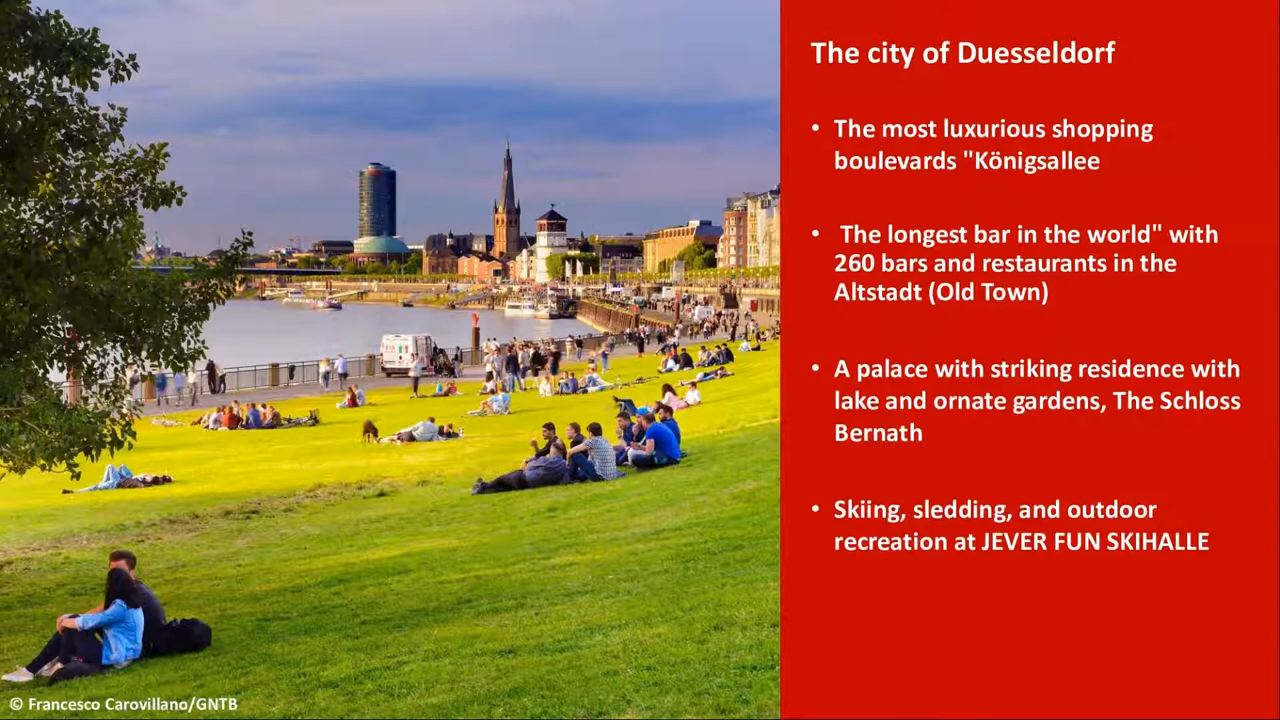 The city of Duesseldorf
• The most luxurious shopping
boulevards "Königsallee
• The longest bar in the world" with
260 bars and restaurants in the
Altstadt (Old Town)
• A palace with striking residence with
lake and ornate gardens, The Schloss
Bernath
• Skiing, sledding, and outdoor
recreation at JEVER FUN SKIHALLE
© Francesco Carovillano/GNTB